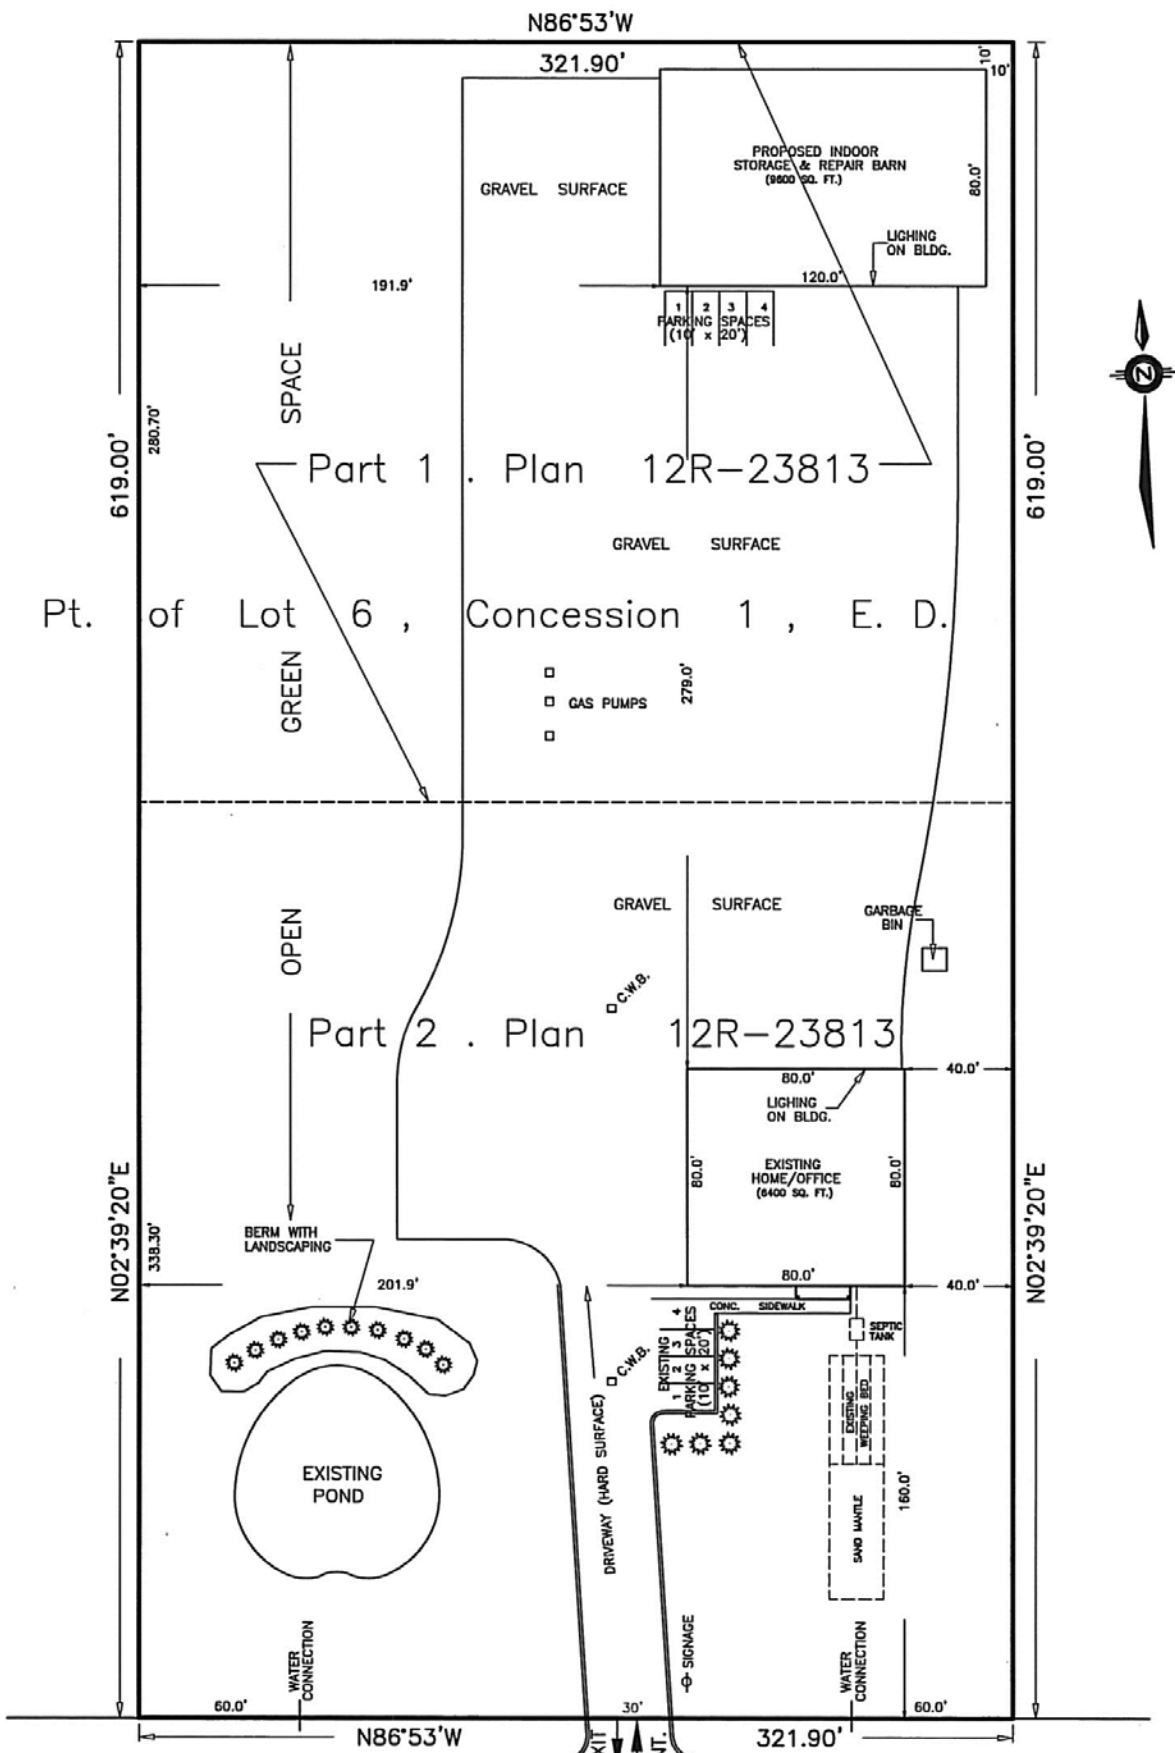 N86°53'W
321.90'
10'
10'
PROPOSED INDOOR
STORAGE & REPAIR BARN
(9600 SQ. FT.)
80.0'
GRAVEL SURFACE
LIGHING
ON BLDG.
191.9'
120.0'
1 2 3 4
PARKING SPACES
(10' x 20')
N
SPACE
280.70'
619.00'
619.00'
Part 1 . Plan 12R-23813
GRAVEL SURFACE
Pt. of Lot 6 , Concession 1 , E. D.
GREEN
279.0'
GAS PUMPS
GRAVEL SURFACE
GARBAGE
BIN
OPEN
C.W.B.
Part 2 . Plan 12R-23813
80.0'
40.0'
LIGHING
ON BLDG.
80.0'
EXISTING
HOME/OFFICE
(6400 SQ. FT.)
80.0'
N02°39'20"E
338.30'
N02°39'20"E
BERM WITH
LANDSCAPING
201.9'
80.0'
40.0'
CONC. SIDEWALK
SEPTIC
TANK
EXISTING
1 2 3 4
PARKING SPACES
(10' x 20')
C.W.B.
EXISTING
WEEPING BED
DRIVEWAY (HARD SURFACE)
EXISTING
POND
160.0'
SAND MANTLE
SIGNAGE
WATER
CONNECTION
WATER
CONNECTION
60.0'
30'
60.0'
N86°53'W
321.90'